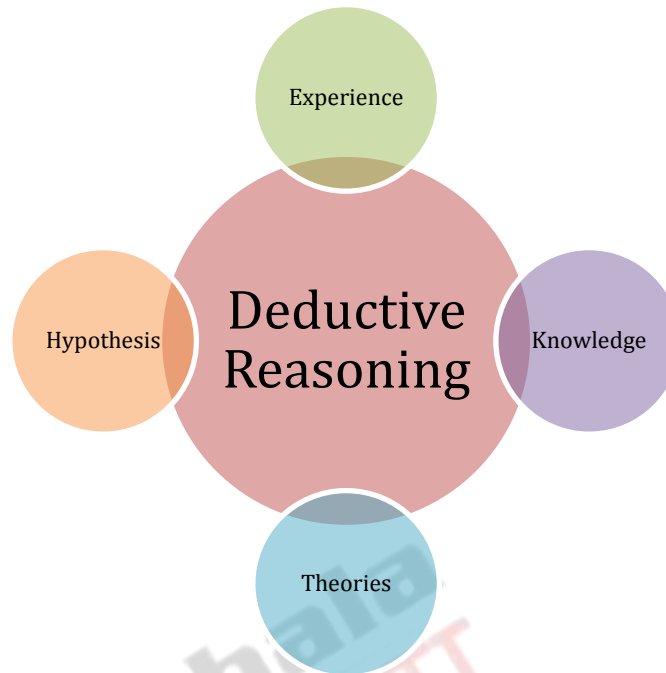 Experience
Hypothesis
Deductive
Reasoning
Knowledge
Theories